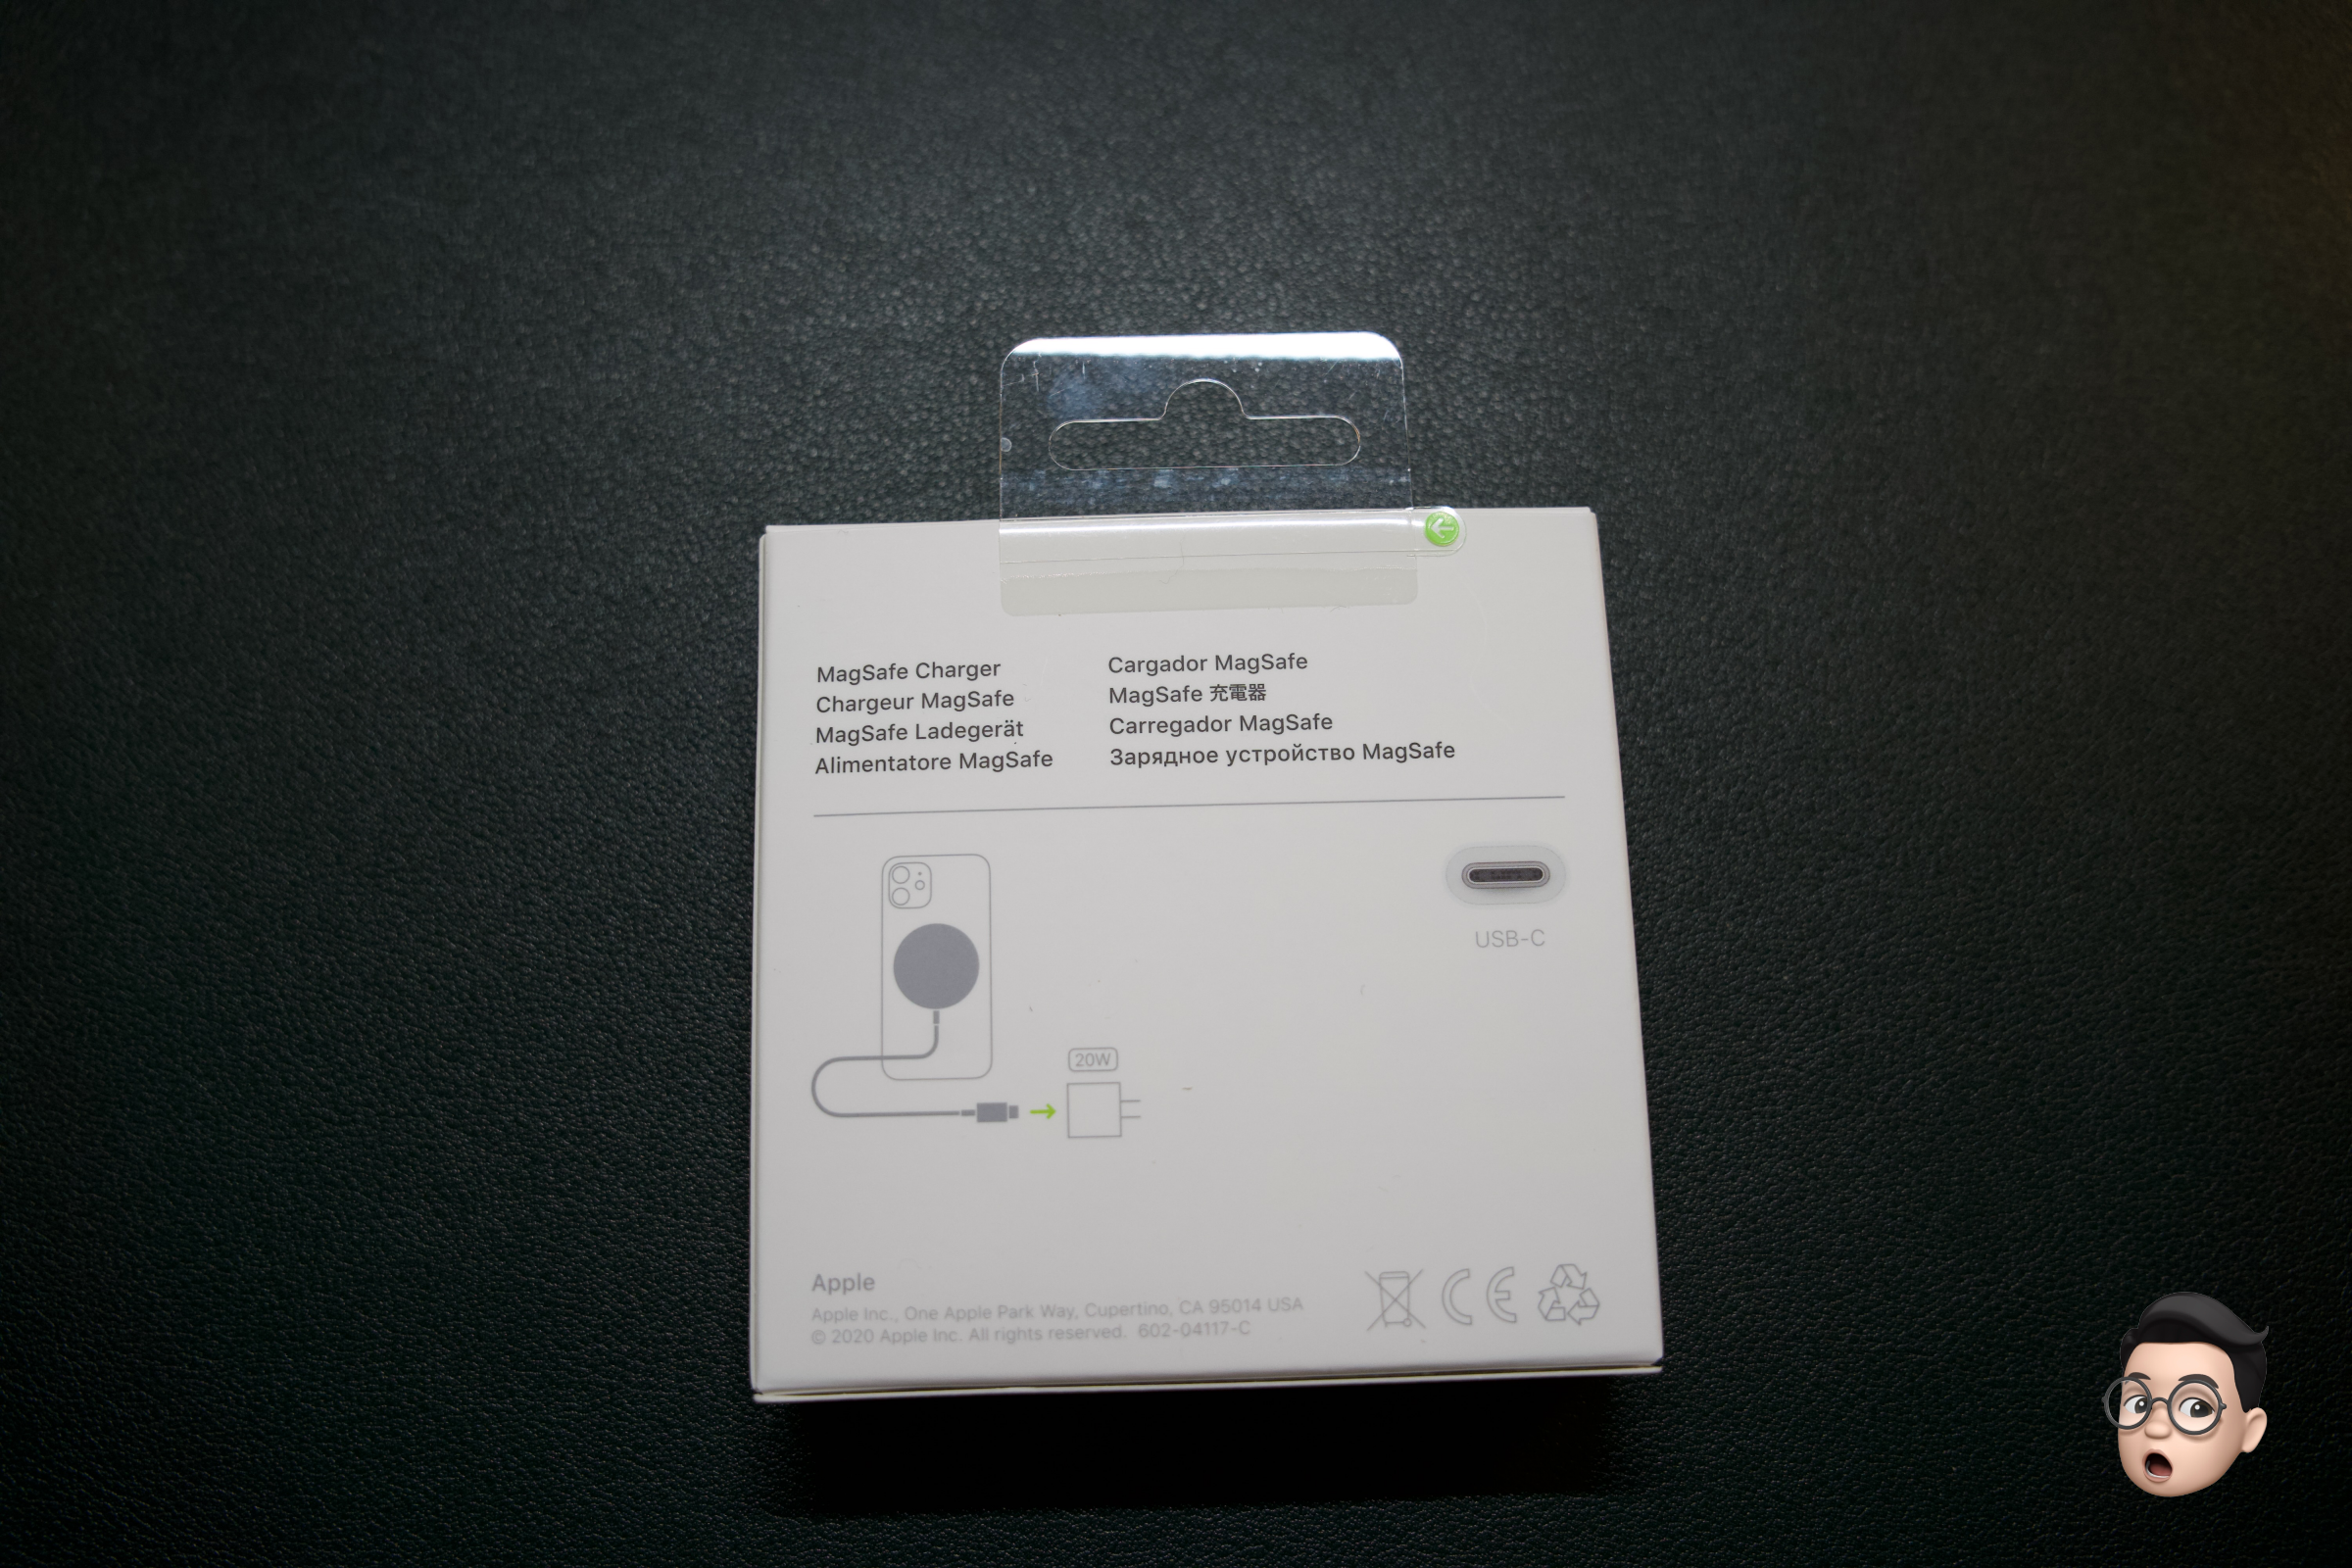 MagSafe Charger
Chargeur MagSafe
MagSafe Ladegerät
Alimentatore MagSafe
Cargador MagSafe
MagSafe 充電器
Carregador MagSafe
Зарядное устройство MagSafe
USB-C
20W
Apple
Apple Inc., One Apple Park Way, Cupertino, CA 95014 USA
© 2020 Apple Inc. All rights reserved. 602-04117-C
CE